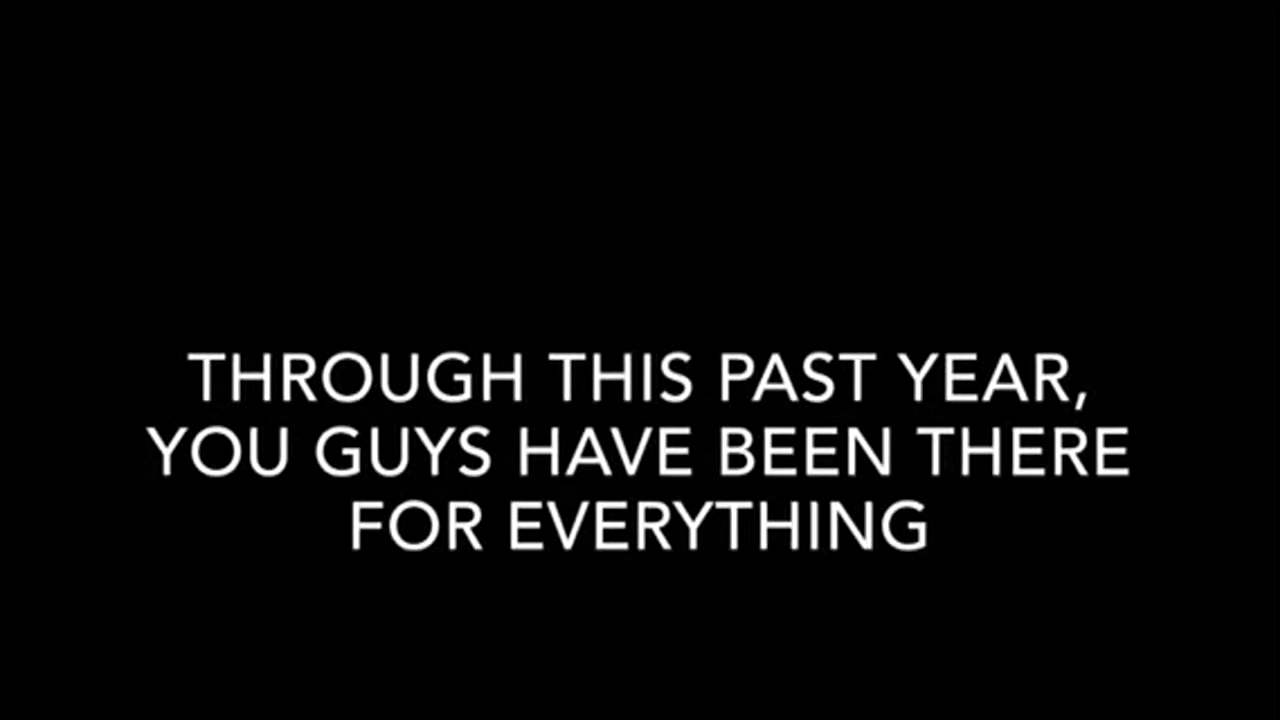 THROUGH THIS PAST YEAR,
YOU GUYS HAVE BEEN THERE
FOR EVERYTHING